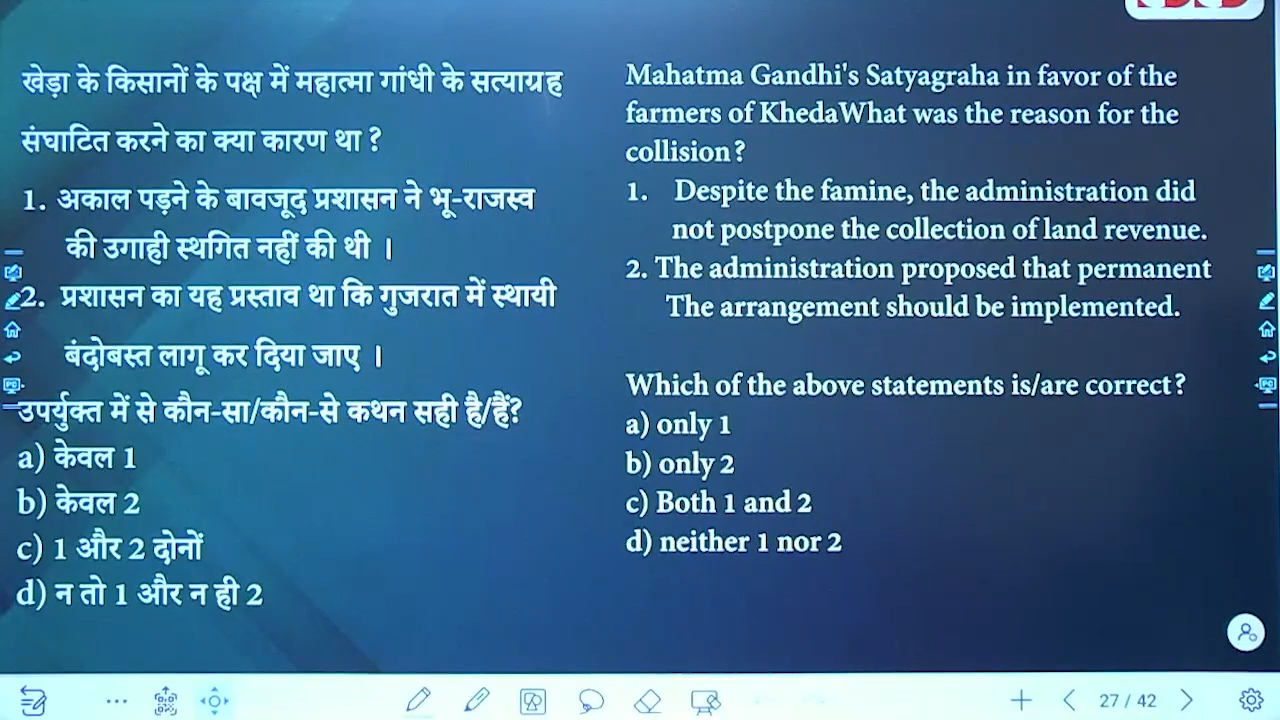 खेड़ा के किसानों के पक्ष में महात्मा गांधी के सत्याग्रह
संघाटित करने का क्या कारण था ?
1. अकाल पड़ने के बावजूद प्रशासन ने भू-राजस्व
की उगाही स्थगित नहीं की थी ।
2. प्रशासन का यह प्रस्ताव था कि गुजरात में स्थायी
बंदोबस्त लागू कर दिया जाए ।
उपर्युक्त में से कौन-सा/कौन-से कथन सही है/हैं?
a) केवल 1
b) केवल 2
c) 1 और 2 दोनों
d) न तो 1 और न ही 2
Mahatma Gandhi's Satyagraha in favor of the
farmers of KhedaWhat was the reason for the
collision?
1. Despite the famine, the administration did
not postpone the collection of land revenue.
2. The administration proposed that permanent
The arrangement should be implemented.
Which of the above statements is/are correct?
a) only 1
b) only 2
c) Both 1 and 2
d) neither 1 nor 2
27 / 42